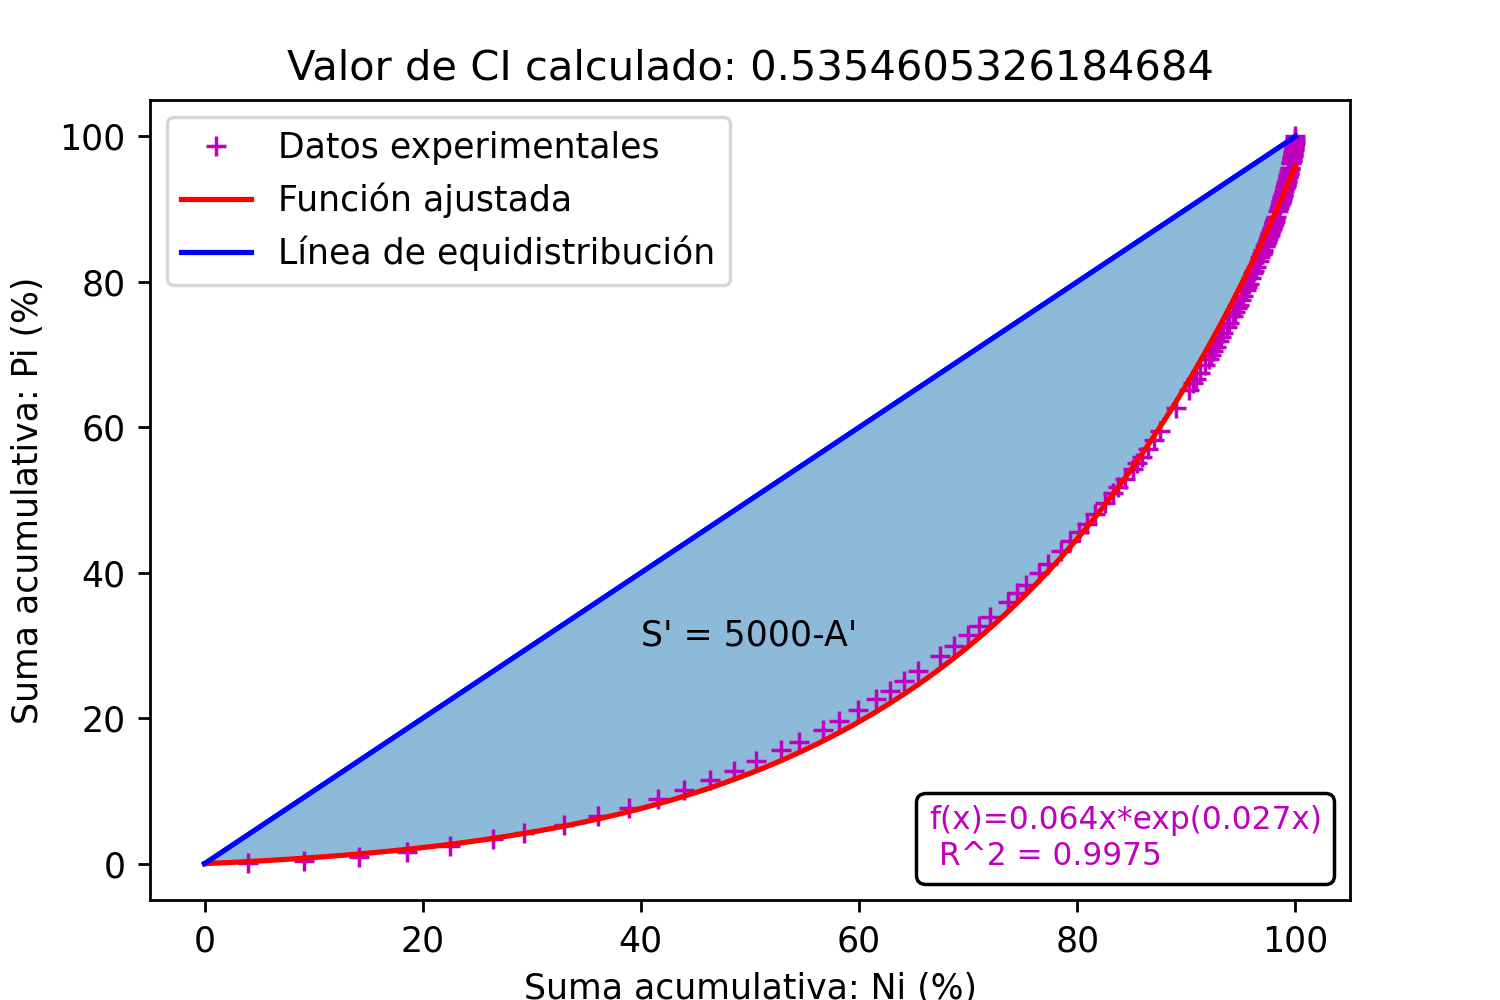 Valor de CI calculado: 0.5354605326184684
Datos experimentales
Función ajustada
Línea de equidistribución
Suma acumulativa: Pi (%)
100
80
60
40
20
0
S' = 5000-A'
f(x)=0.064x*exp(0.027x)
R^2 = 0.9975
0 20 40 60 80 100
Suma acumulativa: Ni (%)